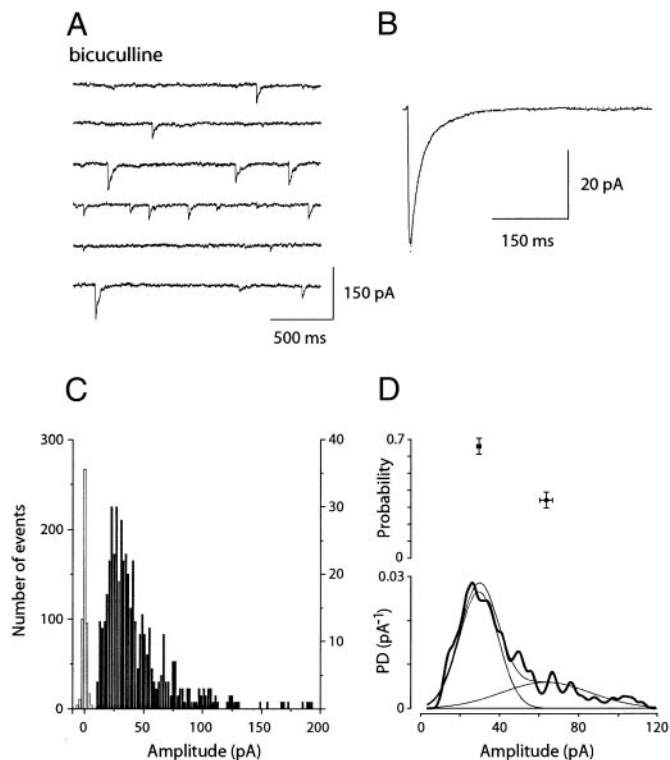 A
bicuculline
150 pA
500 ms
B
20 pA
150 ms
C
300
200
100
0
Number of events
40
30
20
10
0
0
50
100
150
200
Amplitude (pA)
D
0.7
0
Probability
0.03
0
PD (pA⁻¹)
0
40
80
120
Amplitude (pA)